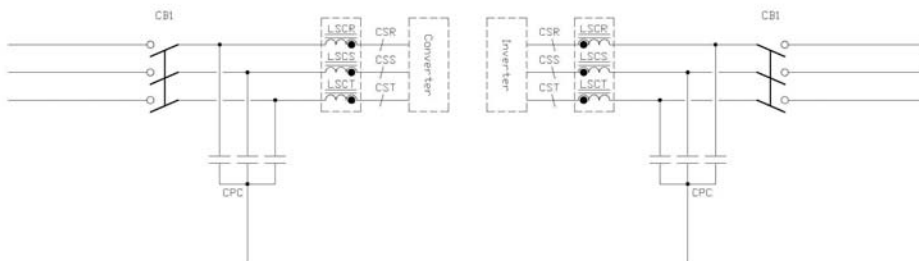 CB1
LSCR
CSR
LSCS
CSS
LSCT
CST
Converter
CPC
Inverter
CSR
LSCR
CSS
LSCS
CST
LSCT
CB1
CPC